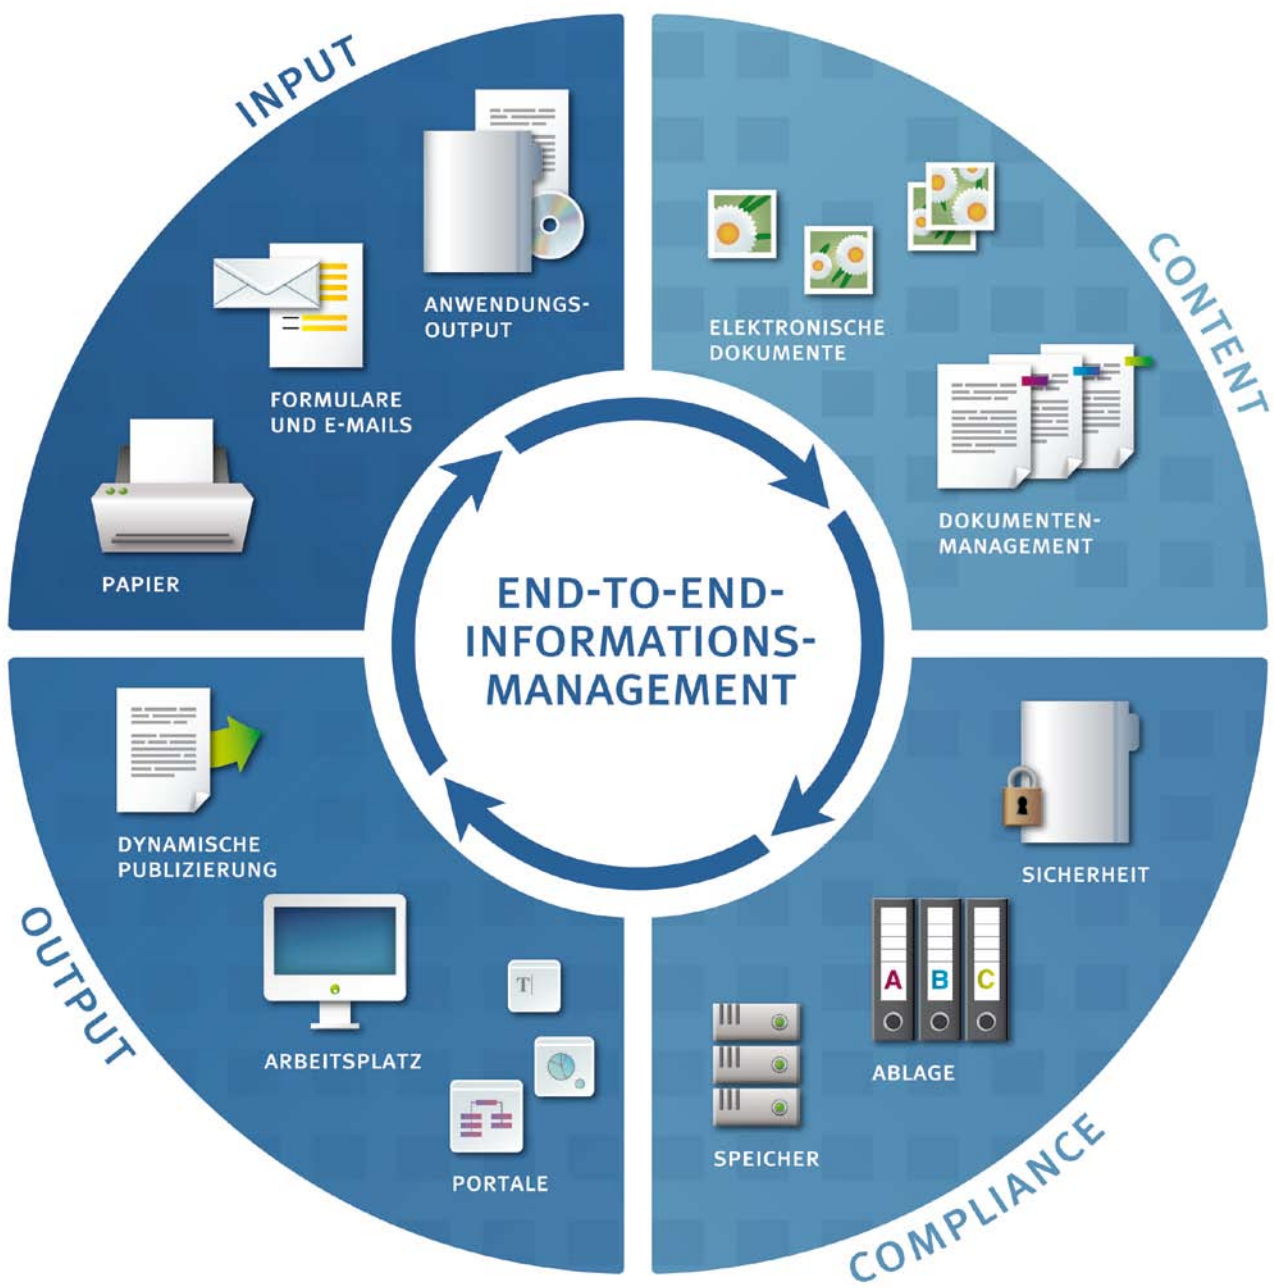 INPUT
ANWENDUNGS-
OUTPUT
FORMULARE
UND E-MAILS
PAPIER
CONTENT
ELEKTRONISCHE
DOKUMENTE
DOKUMENTEN-
MANAGEMENT
END-TO-END-
INFORMATIONS-
MANAGEMENT
OUTPUT
DYNAMISCHE
PUBLIZIERUNG
ARBEITSPLATZ
T
PORTALE
COMPLIANCE
SICHERHEIT
A B C
ABLAGE
SPEICHER